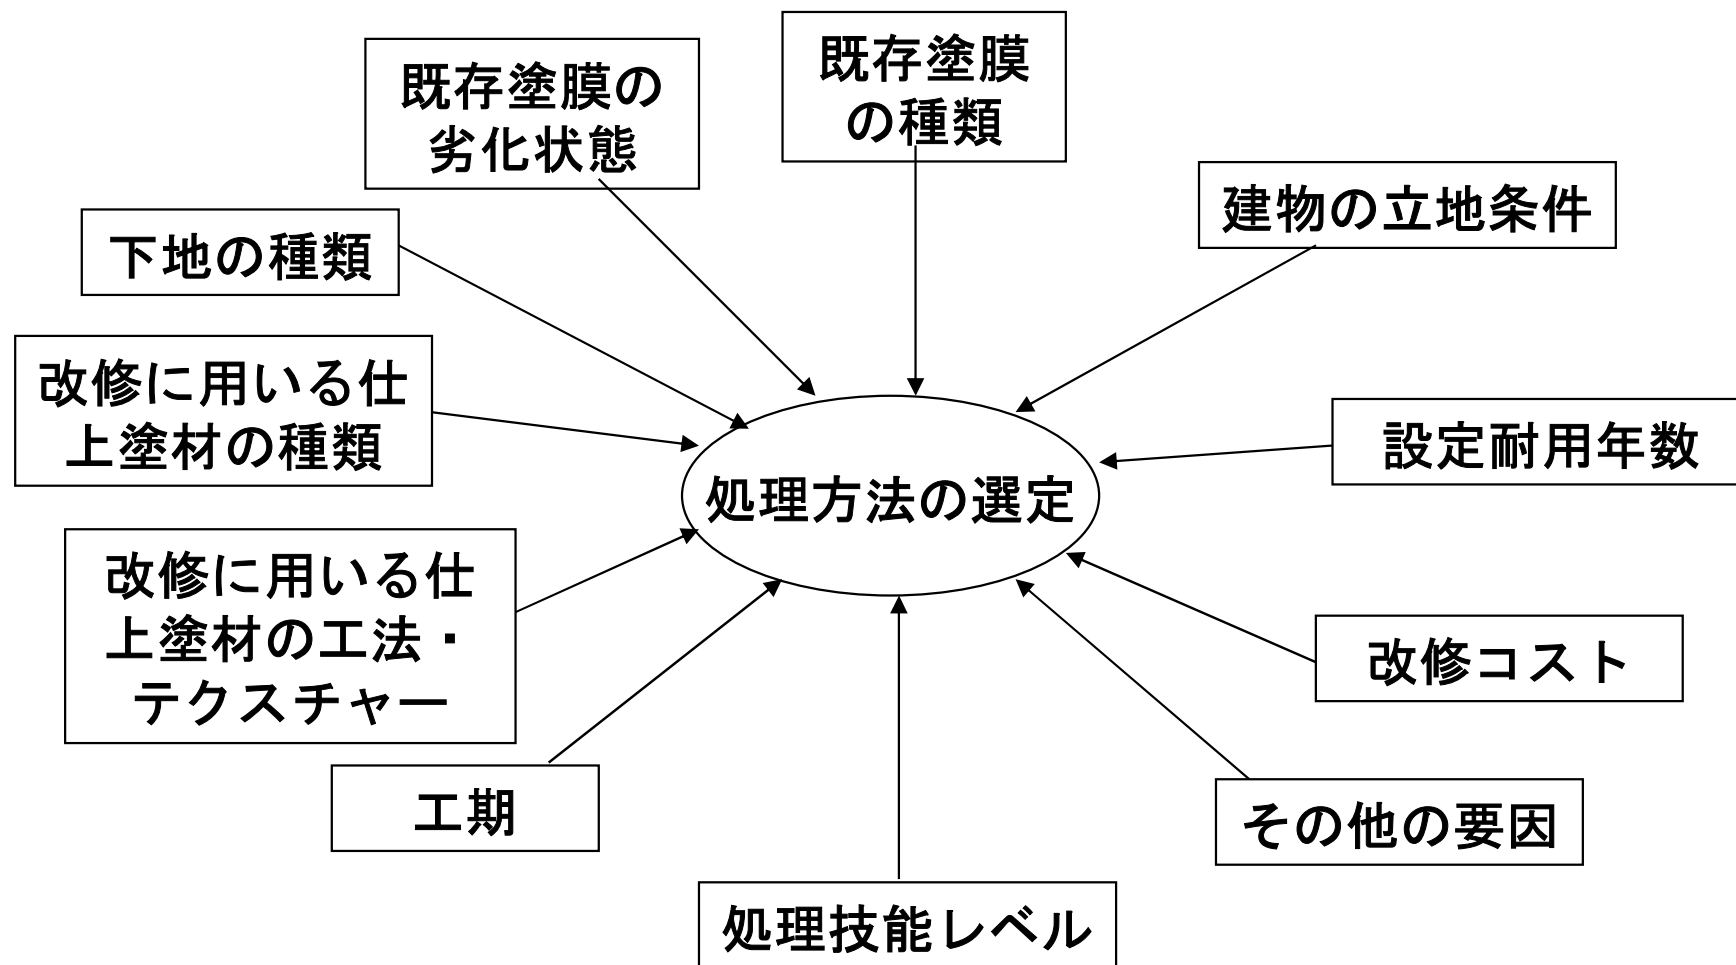 既存塗膜の
劣化状態
既存塗膜
の種類
建物の立地条件
下地の種類
改修に用いる仕
上塗材の種類
設定耐用年数
処理方法の選定
改修に用いる仕
上塗材の工法・
テクスチャー
改修コスト
工期
その他の要因
処理技能レベル